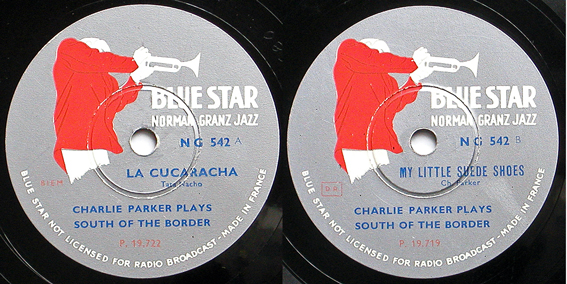 BLUE STAR
NORMAN GRANZ JAZZ
NG 542 A
LA CUCARACHA
Tata Nacho
BIEM
CHARLIE PARKER PLAYS
SOUTH OF THE BORDER
P. 19.722
BLUE STAR NOT LICENSED FOR RADIO BROADCAST - MADE IN FRANCE
BLUE STAR
NORMAN GRANZ JAZZ
NG 542 B
MY LITTLE SUEDE SHOES
Ch. Parker
D.R.
CHARLIE PARKER PLAYS
SOUTH OF THE BORDER
P. 19.719
BLUE STAR NOT LICENSED FOR RADIO BROADCAST - MADE IN FRANCE